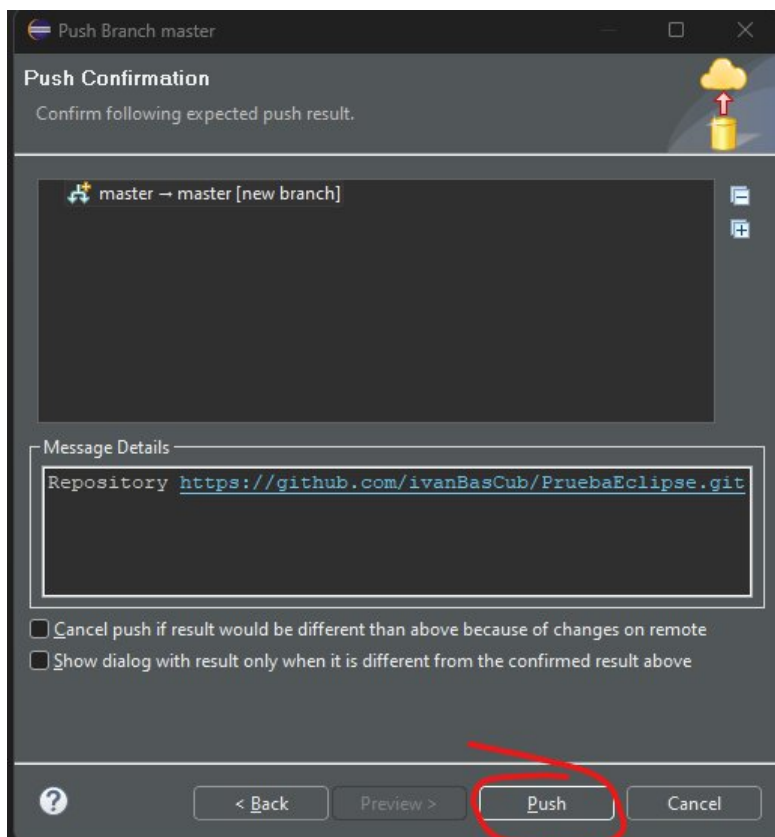 Push Branch master
Push Confirmation
Confirm following expected push result.
master → master [new branch]
Message Details
Repository https://github.com/ivanBasCub/PruebaEclipse.git
Cancel push if result would be different than above because of changes on remote
Show dialog with result only when it is different from the confirmed result above
? < Back Preview > Push Cancel